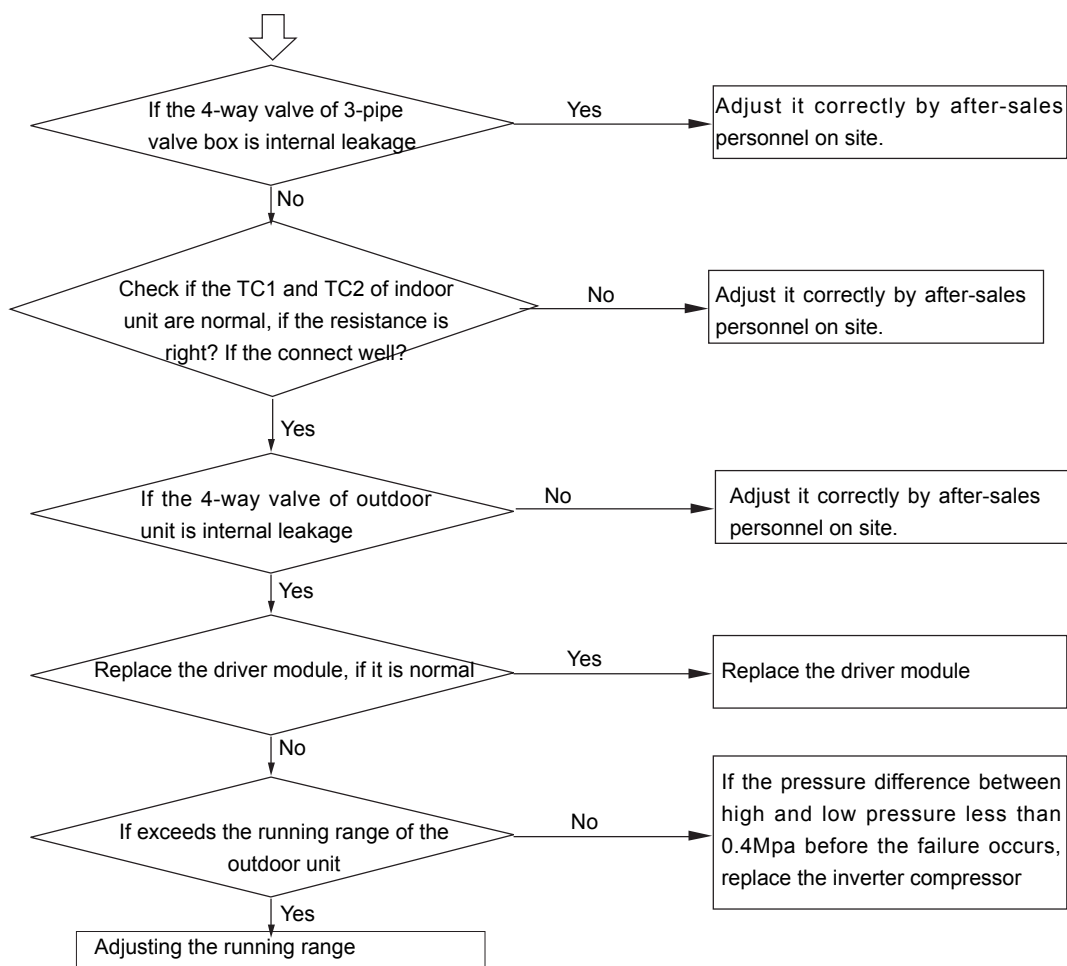 If the 4-way valve of 3-pipe
valve box is internal leakage
Yes
Adjust it correctly by after-sales
personnel on site.
No
Check if the TC1 and TC2 of indoor
unit are normal, if the resistance is
right? If the connect well?
No
Adjust it correctly by after-sales
personnel on site.
Yes
If the 4-way valve of outdoor
unit is internal leakage
No
Adjust it correctly by after-sales
personnel on site.
Yes
Replace the driver module, if it is normal
Yes
Replace the driver module
No
If exceeds the running range of the
outdoor unit
No
If the pressure difference between
high and low pressure less than
0.4Mpa before the failure occurs,
replace the inverter compressor
Yes
Adjusting the running range